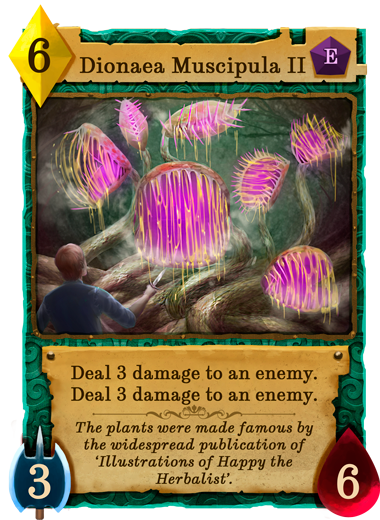 6 Dionaea Muscipula II E
Deal 3 damage to an enemy.
Deal 3 damage to an enemy.
The plants were made famous by
the widespread publication of
‘Illustrations of Happy the
Herbalist’.
3 6